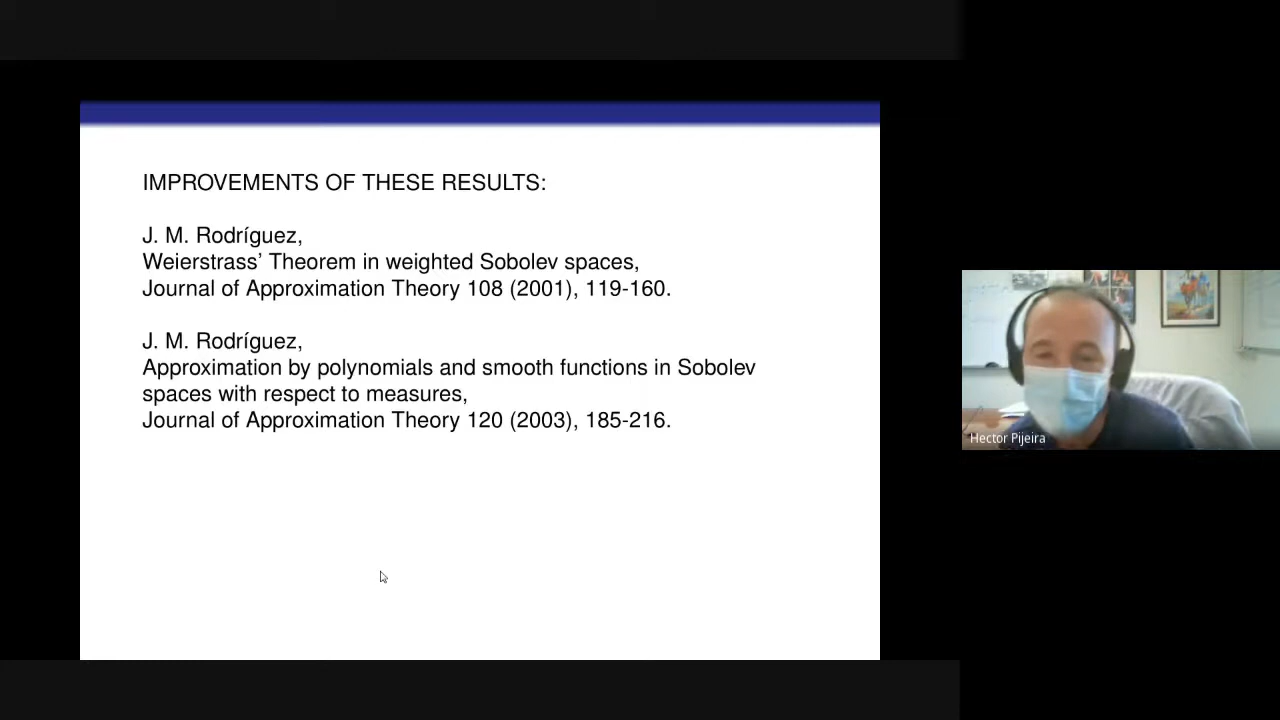 IMPROVEMENTS OF THESE RESULTS:
J. M. Rodríguez,
Weierstrass’ Theorem in weighted Sobolev spaces,
Journal of Approximation Theory 108 (2001), 119-160.
J. M. Rodríguez,
Approximation by polynomials and smooth functions in Sobolev
spaces with respect to measures,
Journal of Approximation Theory 120 (2003), 185-216.
Hector Pijeira